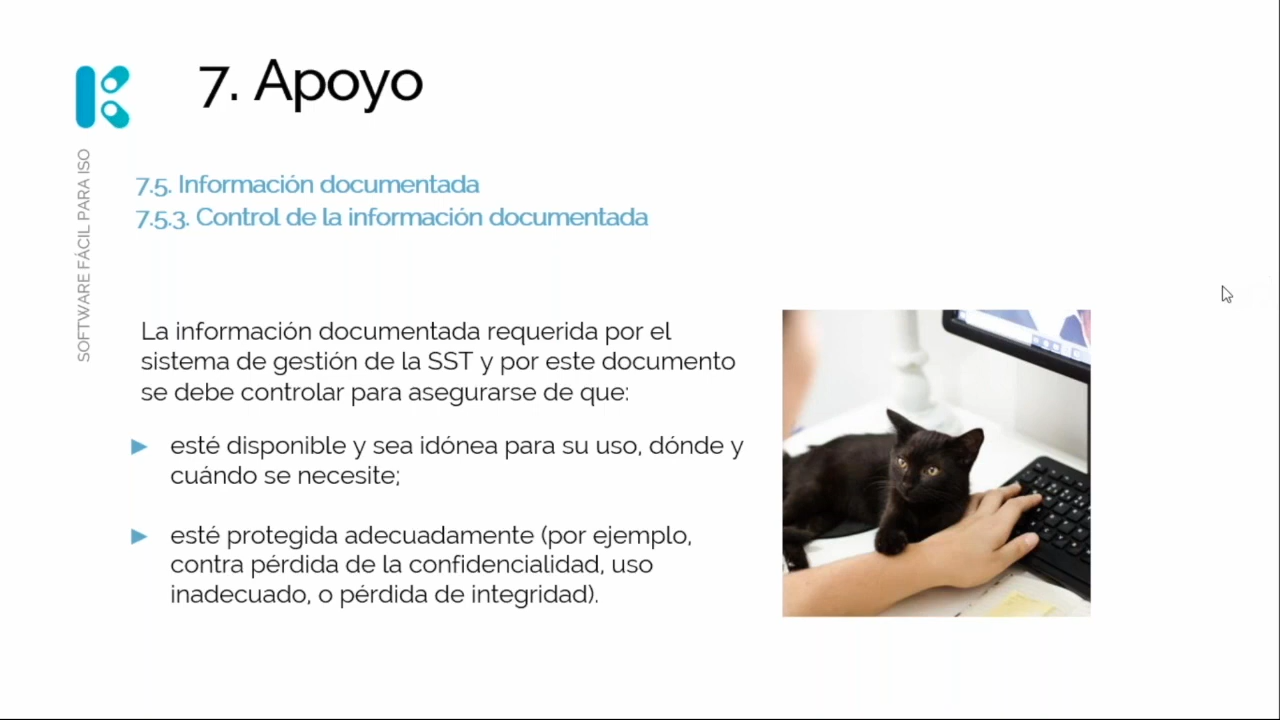 7. Apoyo
SOFTWARE FÁCIL PARA ISO
7.5. Información documentada
7.5.3. Control de la información documentada
La información documentada requerida por el
sistema de gestión de la SST y por este documento
se debe controlar para asegurarse de que:
► esté disponible y sea idónea para su uso, dónde y
cuándo se necesite;
► esté protegida adecuadamente (por ejemplo,
contra pérdida de la confidencialidad, uso
inadecuado, o pérdida de integridad).